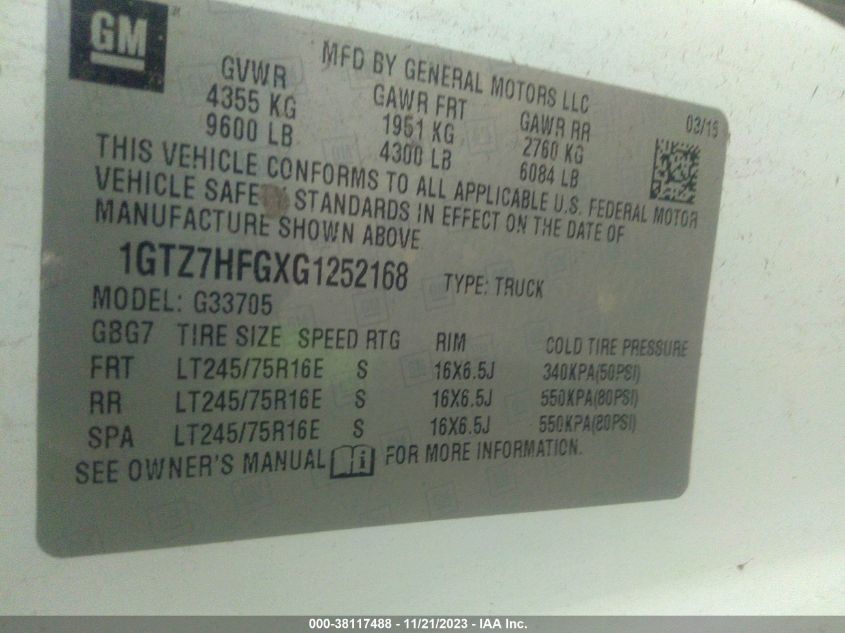 GM
MFD BY GENERAL MOTORS LLC
GVWR GAWR FRT GAWR RR 03/15
4355 KG 1951 KG 2760 KG
9600 LB 4300 LB 6084 LB
THIS VEHICLE CONFORMS TO ALL APPLICABLE U.S. FEDERAL MOTOR
VEHICLE SAFETY STANDARDS IN EFFECT ON THE DATE OF
MANUFACTURE SHOWN ABOVE
1GTZ7HFGXG1252168 TYPE: TRUCK
MODEL: G33705
GBG7 TIRE SIZE SPEED RTG RIM COLD TIRE PRESSURE
FRT LT245/75R16E S 16X6.5J 340KPA(50PSI)
RR LT245/75R16E S 16X6.5J 550KPA(80PSI)
SPA LT245/75R16E S 16X6.5J 550KPA(80PSI)
SEE OWNER'S MANUAL FOR MORE INFORMATION.
000-38117488 - 11/21/2023 - IAA Inc.